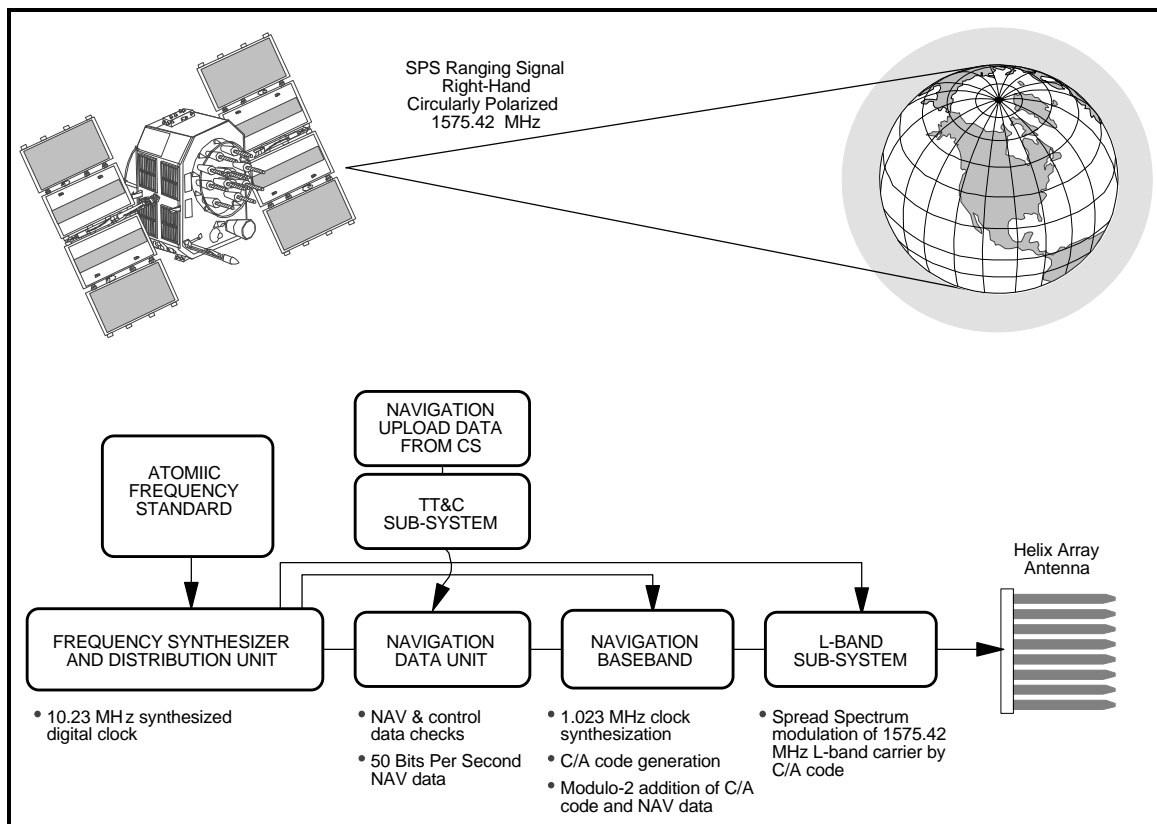 SPS Ranging Signal
Right-Hand
Circularly Polarized
1575.42 MHz
NAVIGATION
UPLOAD DATA
FROM CS
ATOMIIC
FREQUENCY
STANDARD
TT&C
SUB-SYSTEM
Helix Array
Antenna
FREQUENCY SYNTHESIZER
AND DISTRIBUTION UNIT
NAVIGATION
DATA UNIT
NAVIGATION
BASEBAND
L-BAND
SUB-SYSTEM
• 10.23 MHz synthesized
digital clock
• NAV & control
data checks
• 50 Bits Per Second
NAV data
• 1.023 MHz clock
synthesization
• C/A code generation
• Modulo-2 addition of C/A
code and NAV data
• Spread Spectrum
modulation of 1575.42
MHz L-band carrier by
C/A code